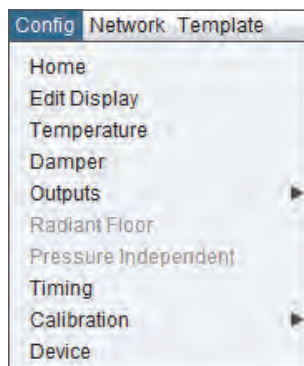 Config Network Template
Home
Edit Display
Temperature
Damper
Outputs
Radiant Floor
Pressure Independent
Timing
Calibration
Device